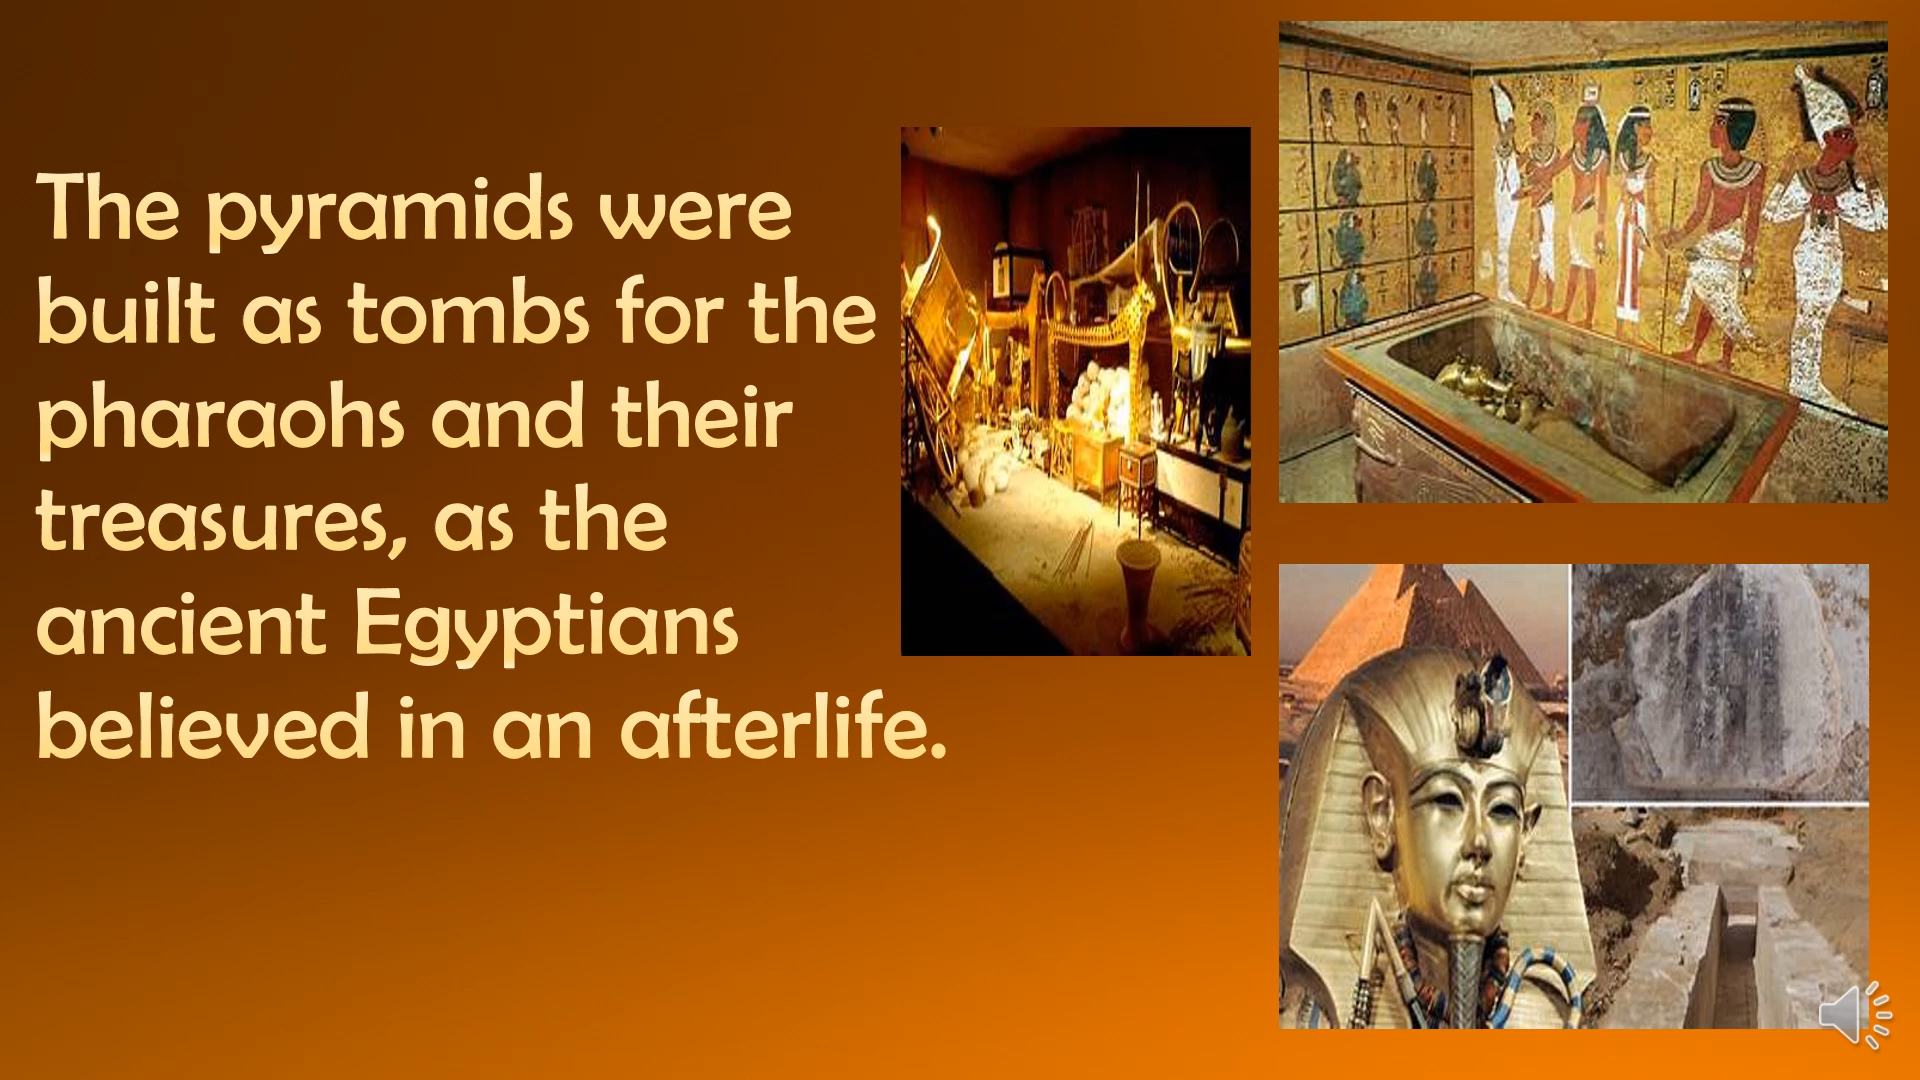 The pyramids were
built as tombs for the
pharaohs and their
treasures, as the
ancient Egyptians
believed in an afterlife.